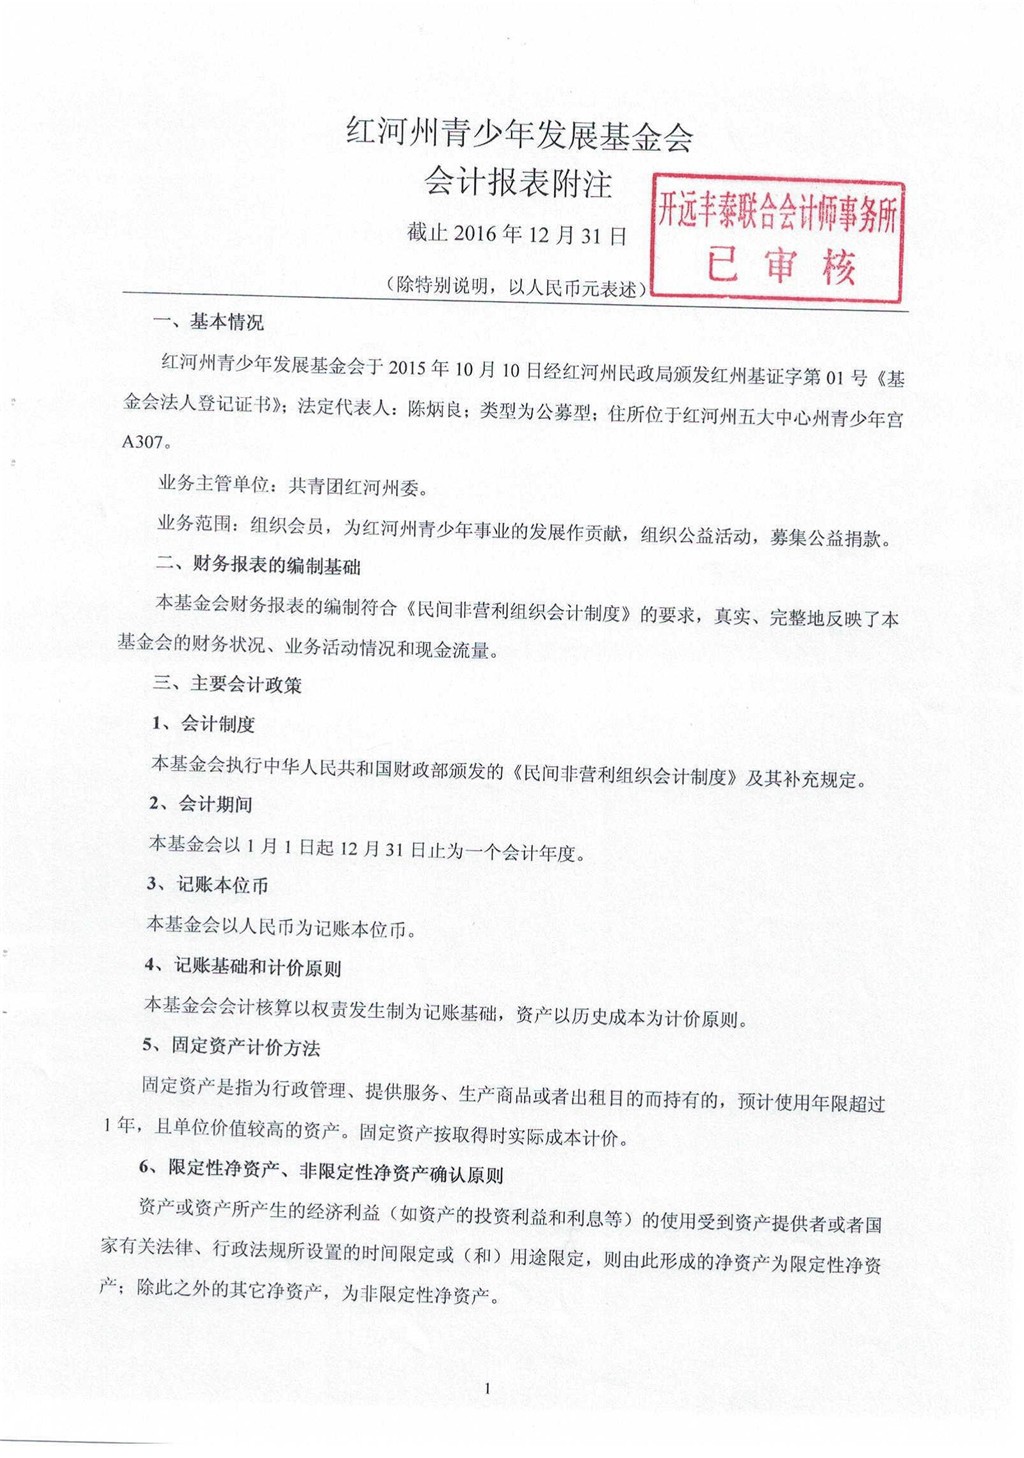 红河州青少年发展基金会
会计报表附注
开远丰泰联合会计师事务所
已审核
截止 2016 年 12 月 31 日
（除特别说明，以人民币元表述）
一、基本情况
红河州青少年发展基金会于 2015 年 10 月 10 日经红河州民政局颁发红州基证字第 01 号《基
金会法人登记证书》；法定代表人：陈炳良；类型为公募型；住所位于红河州五大中心州青少年宫
A307。
业务主管单位：共青团红河州委。
业务范围：组织会员，为红河州青少年事业的发展作贡献，组织公益活动，募集公益捐款。
二、财务报表的编制基础
本基金会财务报表的编制符合《民间非营利组织会计制度》的要求，真实、完整地反映了本
基金会的财务状况、业务活动情况和现金流量。
三、主要会计政策
1、会计制度
本基金会执行中华人民共和国财政部颁发的《民间非营利组织会计制度》及其补充规定。
2、会计期间
本基金会以 1 月 1 日起 12 月 31 日止为一个会计年度。
3、记账本位币
本基金会以人民币为记账本位币。
4、记账基础和计价原则
本基金会会计核算以权责发生制为记账基础，资产以历史成本为计价原则。
5、固定资产计价方法
固定资产是指为行政管理、提供服务、生产商品或者出租目的而持有的，预计使用年限超过
1 年，且单位价值较高的资产。固定资产按取得时实际成本计价。
6、限定性净资产、非限定性净资产确认原则
资产或资产所产生的经济利益（如资产的投资利益和利息等）的使用受到资产提供者或者国
家有关法律、行政法规所设置的时间限定或（和）用途限定，则由此形成的净资产为限定性净资
产；除此之外的其它净资产，为非限定性净资产。
1